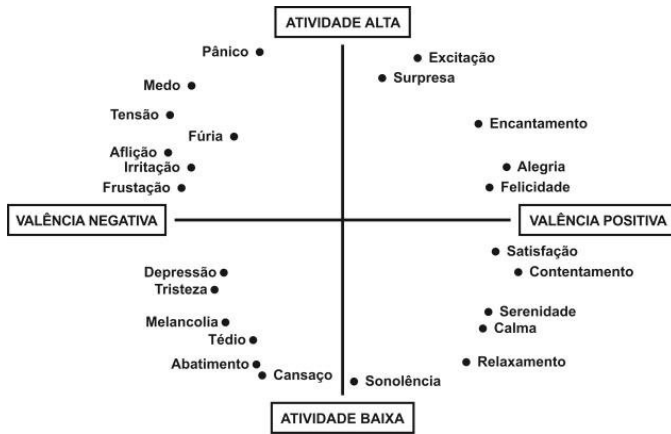 ATIVIDADE ALTA
Pânico
Excitação
Surpresa
Medo
Tensão
Encantamento
Fúria
Aflição
Irritação
Alegria
Frustação
Felicidade
VALÊNCIA NEGATIVA
VALÊNCIA POSITIVA
Satisfação
Depressão
Contentamento
Tristeza
Serenidade
Melancolia
Calma
Tédio
Abatimento
Relaxamento
Cansaço
Sonolência
ATIVIDADE BAIXA